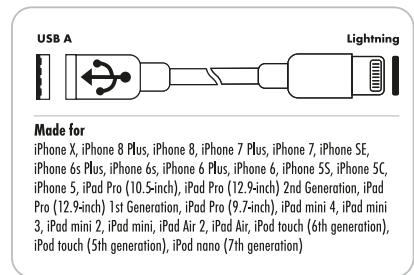 USB A
Lightning
Made for
iPhone X, iPhone 8 Plus, iPhone 8, iPhone 7 Plus, iPhone 7, iPhone SE,
iPhone 6s Plus, iPhone 6s, iPhone 6 Plus, iPhone 6, iPhone 5S, iPhone 5C,
iPhone 5, iPad Pro (10.5-inch), iPad Pro (12.9-inch) 2nd Generation, iPad
Pro (12.9-inch) 1st Generation, iPad Pro (9.7-inch), iPad mini 4, iPad mini
3, iPad mini 2, iPad mini, iPad Air 2, iPad Air, iPod touch (6th generation),
iPod touch (5th generation), iPod nano (7th generation)